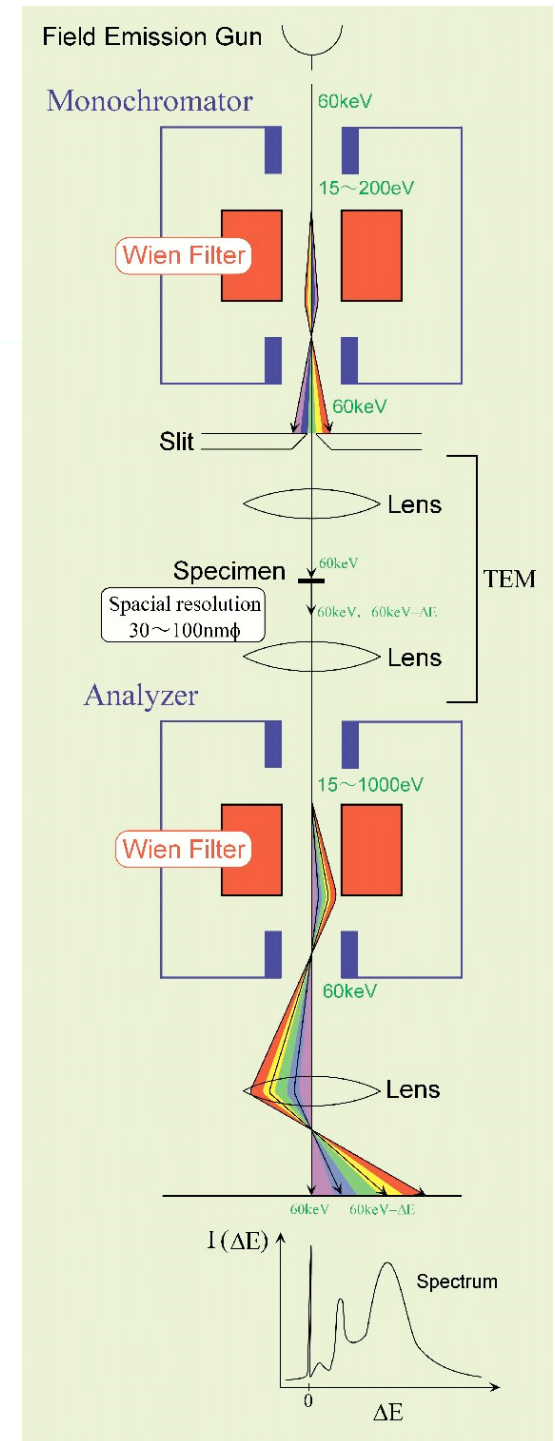 Field Emission Gun
Monochromator
60keV
15～200eV
Wien Filter
60keV
Slit
Lens
60keV
Specimen
TEM
Spacial resolution
30～100nmϕ
60keV, 60keV-ΔE
Lens
Analyzer
15～1000eV
Wien Filter
60keV
Lens
60keV 60keV-ΔE
I (ΔE)
Spectrum
0
ΔE